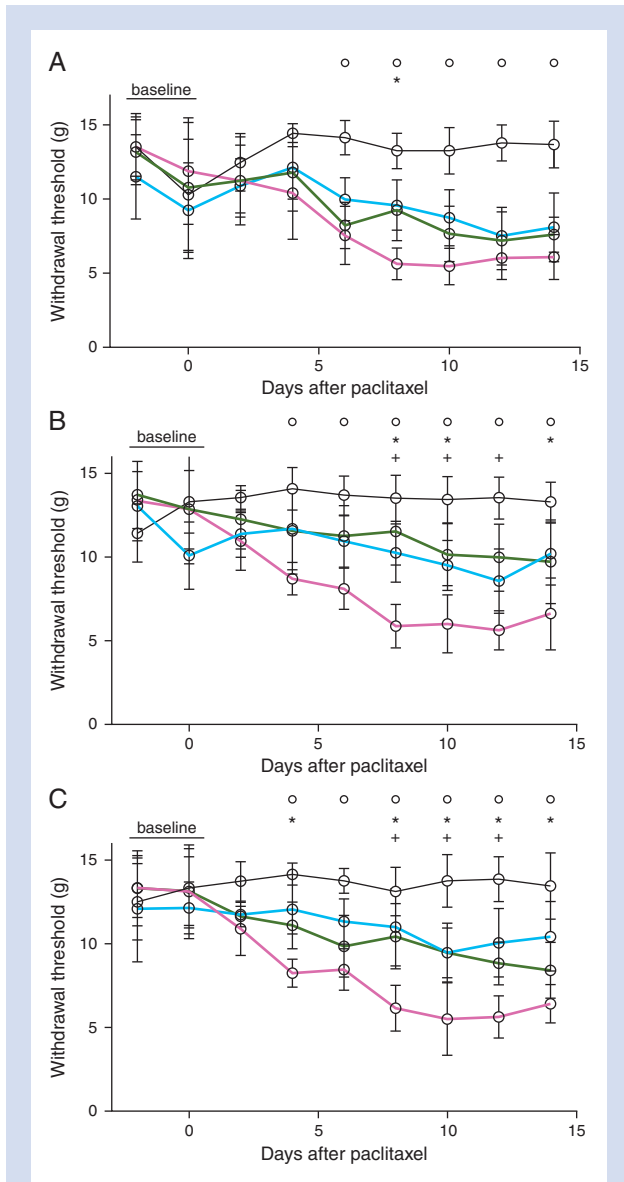 A
baseline
*
Withdrawal threshold (g)
15
10
5
0
0 5 10 15
Days after paclitaxel
B
baseline
* * *
+ + +
Withdrawal threshold (g)
15
10
5
0
0 5 10 15
Days after paclitaxel
C
baseline
* * * * *
+ + +
Withdrawal threshold (g)
15
10
5
0
0 5 10 15
Days after paclitaxel